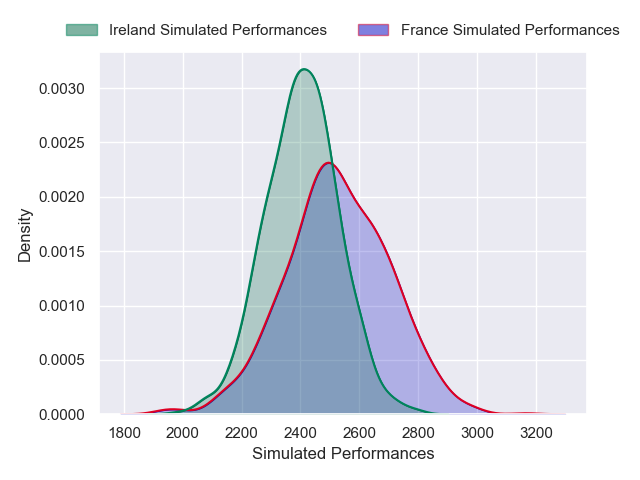 Ireland Simulated Performances
France Simulated Performances
0.0030
0.0025
0.0020
0.0015
0.0010
0.0005
0.0000
Density
1800 2000 2200 2400 2600 2800 3000 3200
Simulated Performances